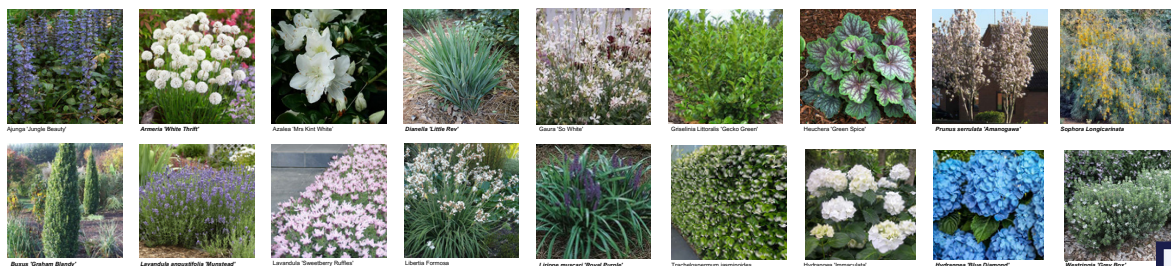 Ajunga 'Jungle Beauty'
Armeria 'White Thrift'
Azalea 'Mrs Kint White'
Dianella 'Little Rev'
Gaura 'So White'
Griselinia Littoralis 'Gecko Green'
Heuchera 'Green Spice'
Prunus serrulata 'Amanogawa'
Sophora Longicarinata
Buxus 'Graham Blandy'
Lavandula angustifolia 'Munstead'
Lavandula 'Sweetberry Ruffles'
Libertia Formosa
Liriope muscari 'Royal Purple'
Trachelospermum jasminoides
Hydrangea 'Immaculata'
Hydrangea 'Blue Diamond'
Westringia 'Grey Box'